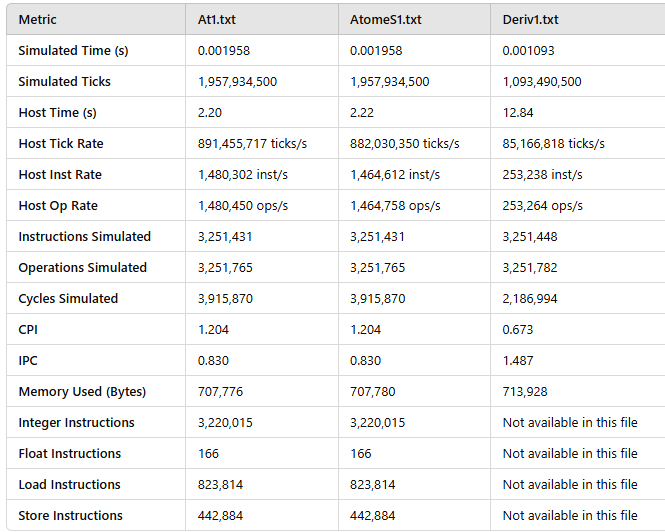 Metric At1.txt AtomeS1.txt Deriv1.txt
Simulated Time (s) 0.001958 0.001958 0.001093
Simulated Ticks 1,957,934,500 1,957,934,500 1,093,490,500
Host Time (s) 2.20 2.22 12.84
Host Tick Rate 891,455,717 ticks/s 882,030,350 ticks/s 85,166,818 ticks/s
Host Inst Rate 1,480,302 inst/s 1,464,612 inst/s 253,238 inst/s
Host Op Rate 1,480,450 ops/s 1,464,758 ops/s 253,264 ops/s
Instructions Simulated 3,251,431 3,251,431 3,251,448
Operations Simulated 3,251,765 3,251,765 3,251,782
Cycles Simulated 3,915,870 3,915,870 2,186,994
CPI 1.204 1.204 0.673
IPC 0.830 0.830 1.487
Memory Used (Bytes) 707,776 707,780 713,928
Integer Instructions 3,220,015 3,220,015 Not available in this file
Float Instructions 166 166 Not available in this file
Load Instructions 823,814 823,814 Not available in this file
Store Instructions 442,884 442,884 Not available in this file